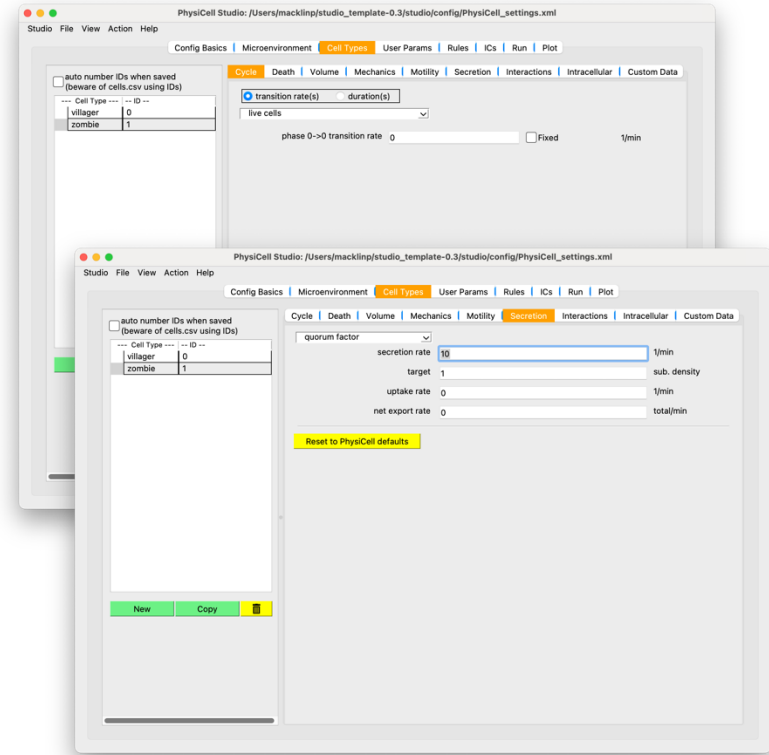 PhysiCell Studio: /Users/macklinp/studio_template-0.3/studio/config/PhysiCell_settings.xml
Studio File View Action Help
Config Basics Microenvironment Cell Types User Params Rules ICs Run Plot
auto number IDs when saved
(beware of cells.csv using IDs)
--- Cell Type --- -- ID --
villager 0
zombie 1
Cycle Death Volume Mechanics Motility Secretion Interactions Intracellular Custom Data
transition rate(s) duration(s)
live cells
phase 0->0 transition rate 0 Fixed 1/min
PhysiCell Studio: /Users/macklinp/studio_template-0.3/studio/config/PhysiCell_settings.xml
Studio File View Action Help
Config Basics Microenvironment Cell Types User Params Rules ICs Run Plot
auto number IDs when saved
(beware of cells.csv using IDs)
--- Cell Type --- -- ID --
villager 0
zombie 1
New Copy
Cycle Death Volume Mechanics Motility Secretion Interactions Intracellular Custom Data
quorum factor
secretion rate 10 1/min
target 1 sub. density
uptake rate 0 1/min
net export rate 0 total/min
Reset to PhysiCell defaults